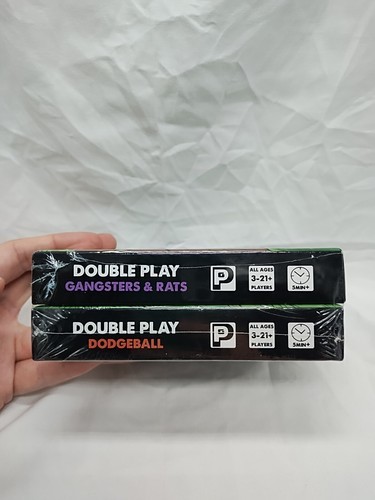 DOUBLE PLAY
GANGSTERS & RATS
P
ALL AGES
3-21+
PLAYERS
5MIN+
DOUBLE PLAY
DODGEBALL
P
ALL AGES
3-21+
PLAYERS
5MIN+